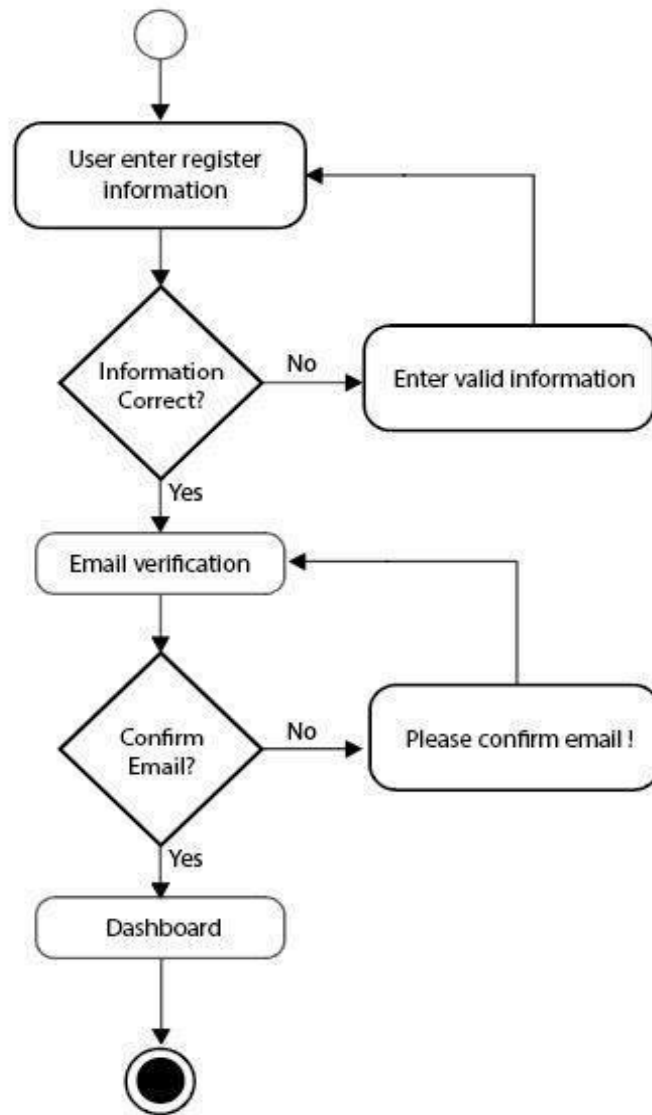 User enter register
information
Information
Correct?
No
Enter valid information
Yes
Email verification
Confirm
Email?
No
Please confirm email !
Yes
Dashboard